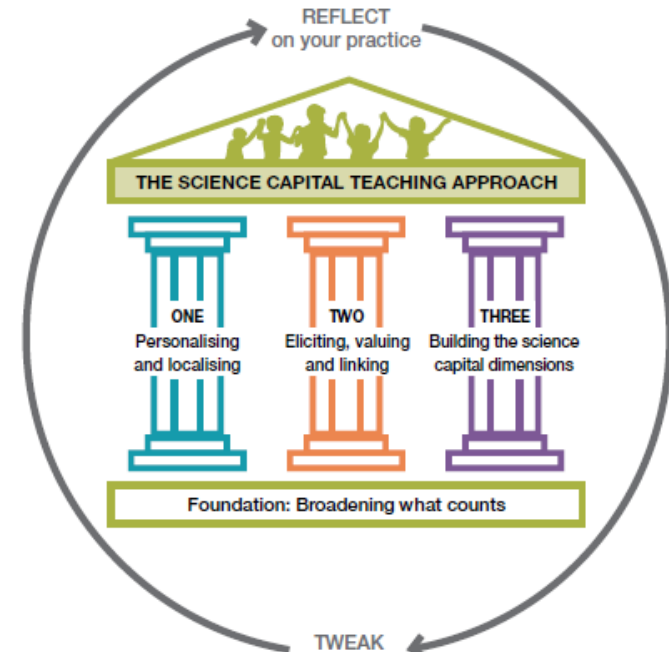 REFLECT
on your practice
THE SCIENCE CAPITAL TEACHING APPROACH
ONE
Personalising
and localising
TWO
Eliciting, valuing
and linking
THREE
Building the science
capital dimensions
Foundation: Broadening what counts
TWEAK